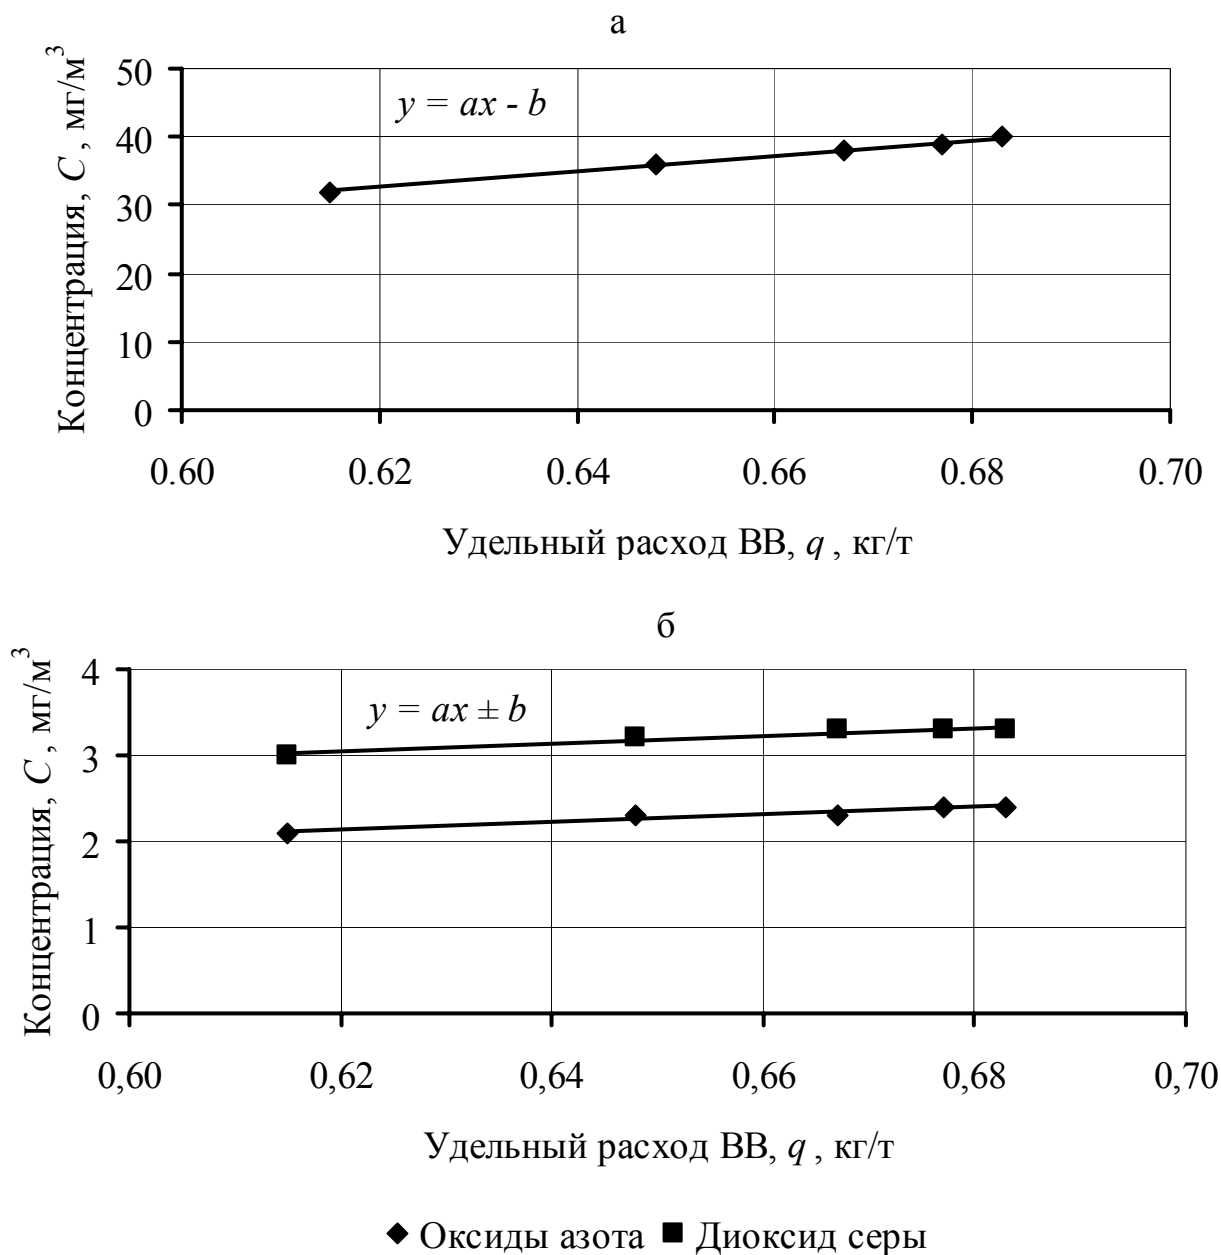 а
Концентрация, C , мг/м³
y = ax - b
50
40
30
20
10
0
0.60 0.62 0.64 0.66 0.68 0.70
Удельный расход ВВ, q , кг/т
б
Концентрация, C , мг/м³
y = ax ± b
4
3
2
1
0
0,60 0,62 0,64 0,66 0,68 0,70
Удельный расход ВВ, q , кг/т
Оксиды азота Диоксид серы